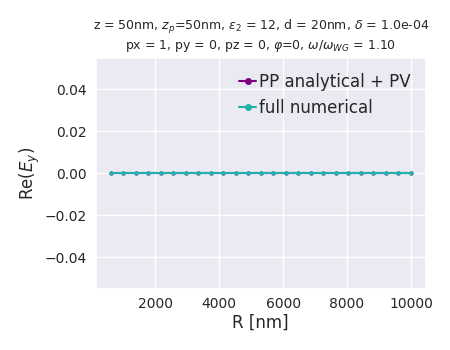 z = 50nm, z_p=50nm, ε_2 = 12, d = 20nm, δ = 1.0e-04
px = 1, py = 0, pz = 0, φ=0, ω/ω_WG = 1.10
PP analytical + PV
full numerical
0.04
0.02
0.00
−0.02
−0.04
Re(E_y)
2000 4000 6000 8000 10000
R [nm]